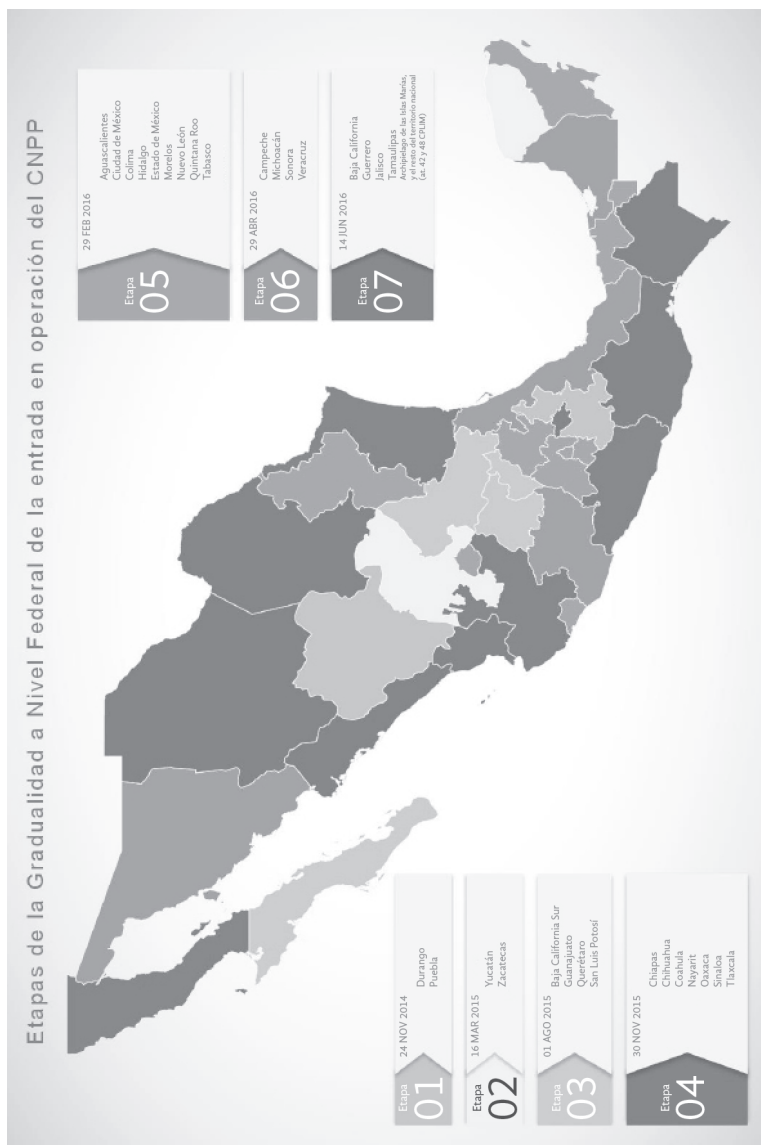 Etapas de la Gradualidad a Nivel Federal de la entrada en operación del CNPP
Etapa
01
24 NOV 2014
Durango
Puebla
Etapa
02
16 MAR 2015
Yucatán
Zacatecas
Etapa
03
01 AGO 2015
Baja California Sur
Guanajuato
Querétaro
San Luis Potosí
Etapa
04
30 NOV 2015
Chiapas
Chihuahua
Coahula
Nayarit
Oaxaca
Sinaloa
Tlaxcala
Etapa
05
29 FEB 2016
Aguascalientes
Ciudad de México
Colima
Hidalgo
Estado de México
Morelos
Nuevo León
Quintana Roo
Tabasco
Etapa
06
29 ABR 2016
Campeche
Michoacán
Sonora
Veracruz
Etapa
07
14 JUN 2016
Baja California
Guerrero
Jalisco
Tamaulipas
Archipielago de las Islas Marías,
y el resto del territorio nacional
(at. 42 y 48 CPUM)